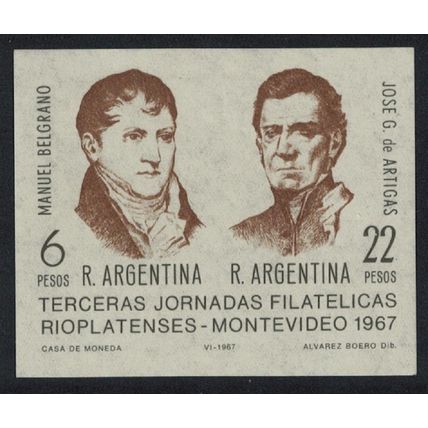 MANUEL BELGRANO
JOSE G. de ARTIGAS
6 PESOS
22 PESOS
R. ARGENTINA R. ARGENTINA
TERCERAS JORNADAS FILATELICAS
RIOPLATENSES - MONTEVIDEO 1967
CASA DE MONEDA VI-1967 ALVAREZ BOERO Dib.